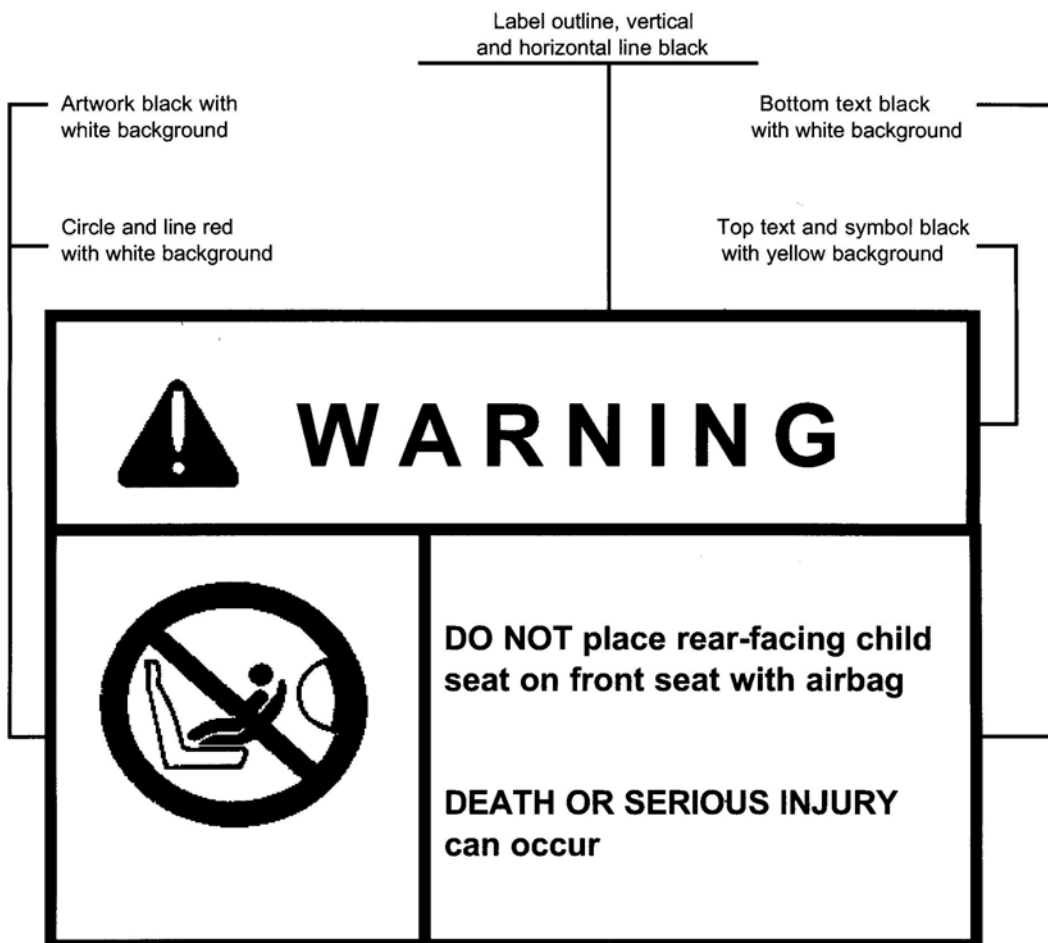 Label outline, vertical
and horizontal line black
Artwork black with
white background
Bottom text black
with white background
Circle and line red
with white background
Top text and symbol black
with yellow background
WARNING
DO NOT place rear-facing child
seat on front seat with airbag
DEATH OR SERIOUS INJURY
can occur